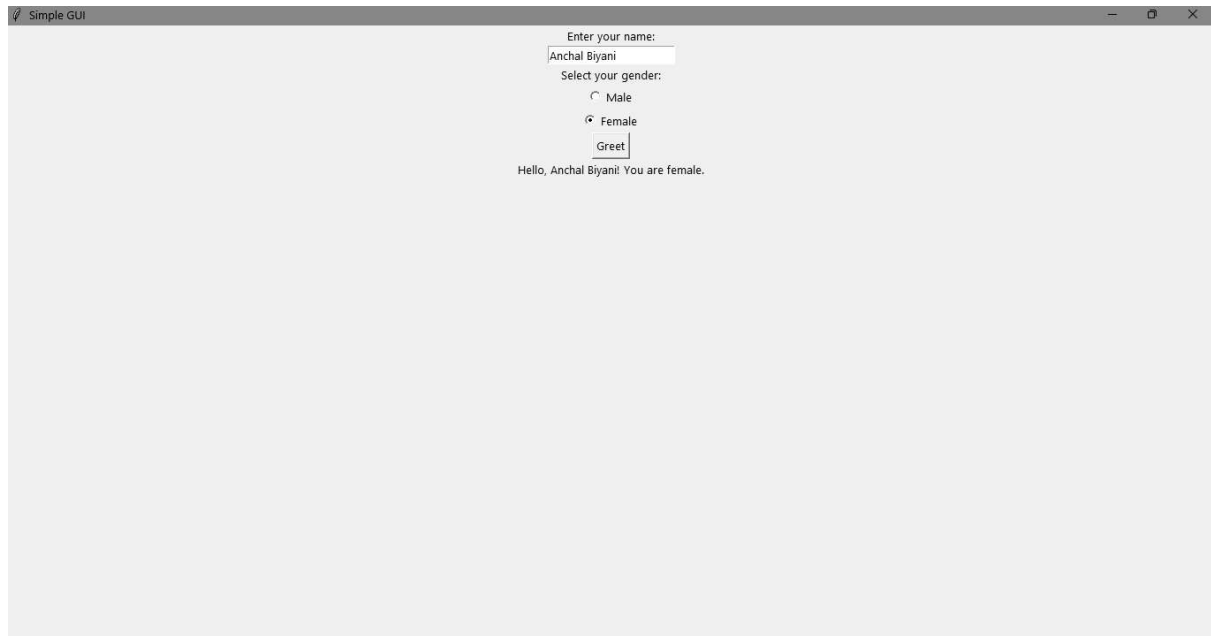 Simple GUI
Enter your name:
Anchal Biyani
Select your gender:
Male
Female
Greet
Hello, Anchal Biyani! You are female.